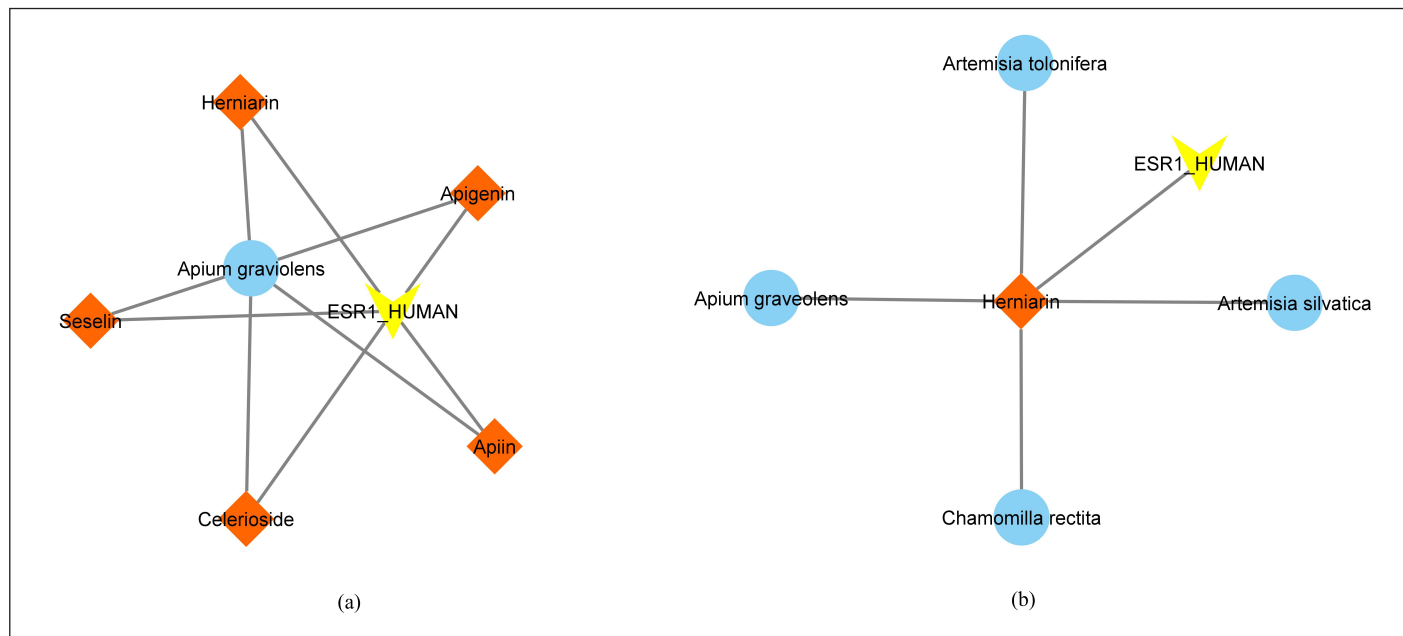 Herniarin
Apigenin
Apium graviolens
ESR1_HUMAN
Seselin
Apiin
Celerioside
(a)
Artemisia tolonifera
ESR1_HUMAN
Apium graveolens
Herniarin
Artemisia silvatica
Chamomilla rectita
(b)